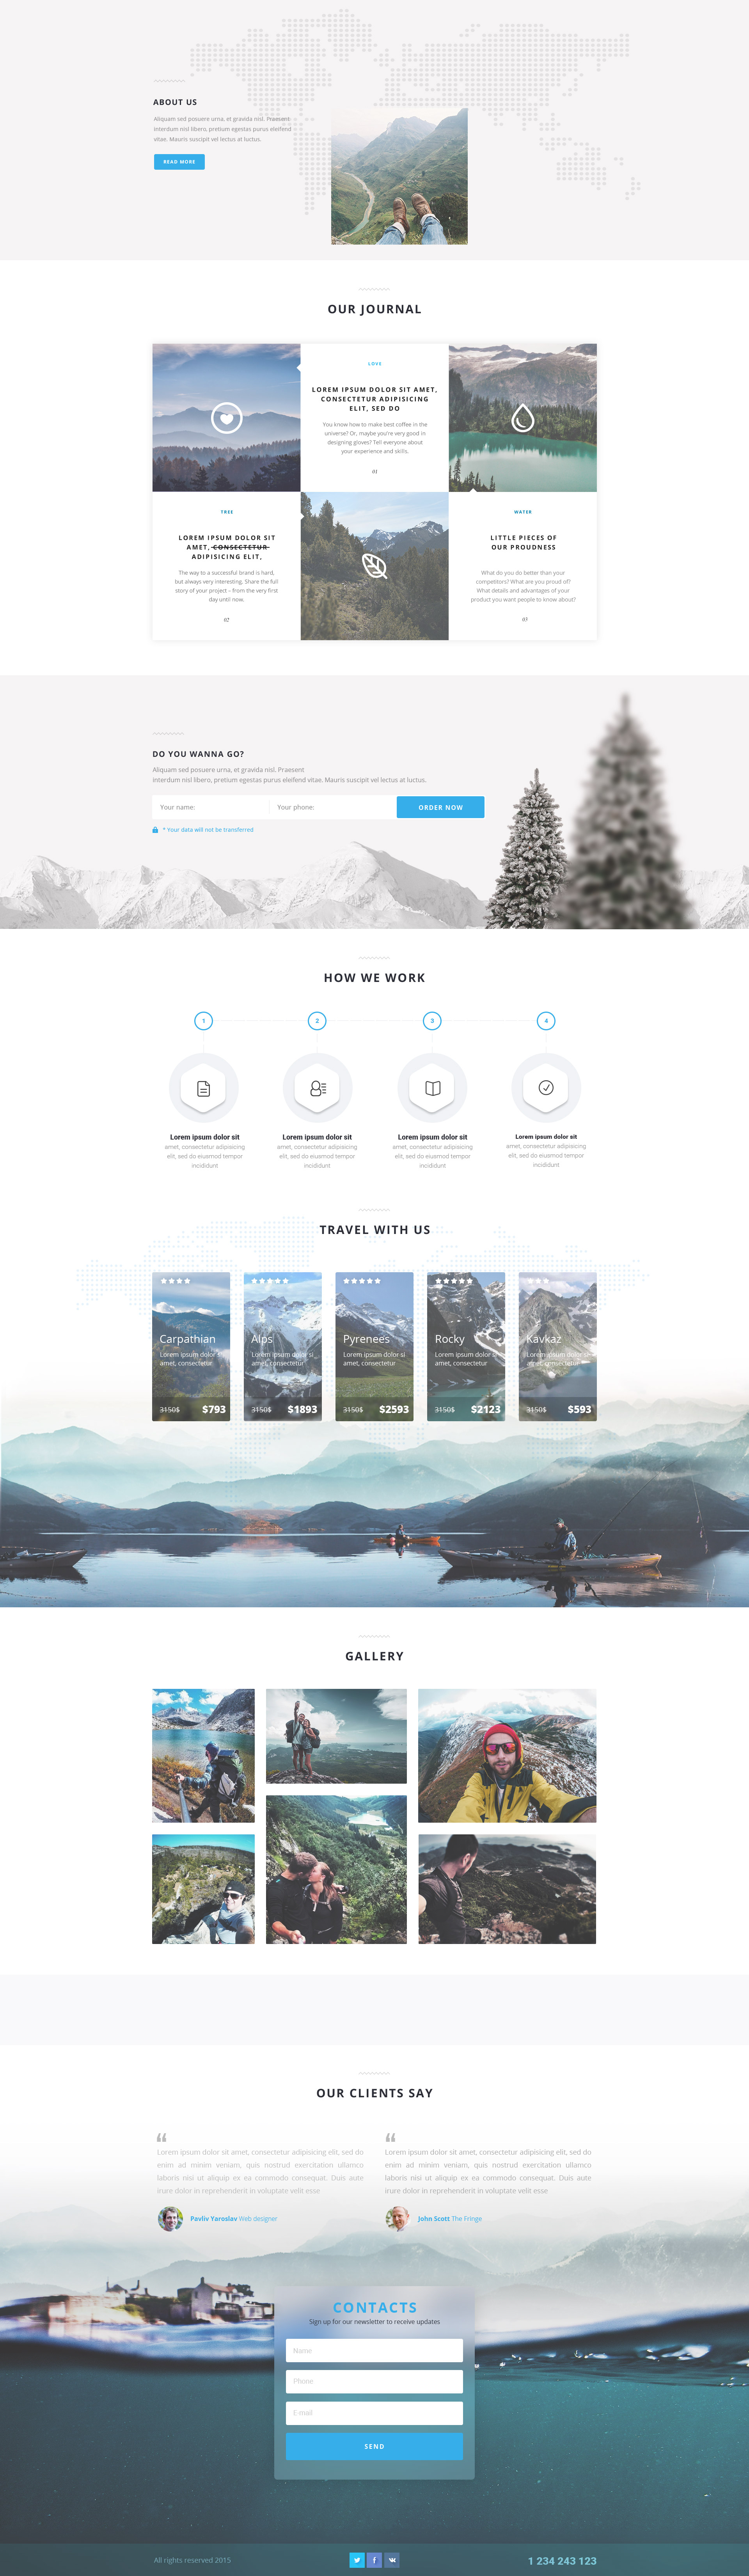 ABOUT US
Aliquam sed posuere urna, et gravida nisl. Praesent
interdum nisl libero, pretium egestas purus eleifend
vitae. Mauris suscipit vel lectus at luctus.
READ MORE
OUR JOURNAL
LOVE
LOREM IPSUM DOLOR SIT AMET,
CONSECTETUR ADIPISICING
ELIT, SED DO
You know how to make best coffee in the
universe? Or, maybe you're very good in
designing gloves? Tell everyone about
your experience and skills.
01
TREE
LOREM IPSUM DOLOR SIT
AMET, CONSECTETUR
ADIPISICING ELIT,
The way to a successful brand is hard,
but always very interesting. Share the full
story of your project – from the very first
day until now.
02
WATER
LITTLE PIECES OF
OUR PROUDNESS
What do you do better than your
competitors? What are you proud of?
What details and advantages of your
product you want people to know about?
03
DO YOU WANNA GO?
Aliquam sed posuere urna, et gravida nisl. Praesent
interdum nisl libero, pretium egestas purus eleifend vitae. Mauris suscipit vel lectus at luctus.
Your name:
Your phone:
ORDER NOW
* Your data will not be transferred
HOW WE WORK
1
2
3
4
Lorem ipsum dolor sit
amet, consectetur adipisicing
elit, sed do eiusmod tempor
incididunt
Lorem ipsum dolor sit
amet, consectetur adipisicing
elit, sed do eiusmod tempor
incididunt
Lorem ipsum dolor sit
amet, consectetur adipisicing
elit, sed do eiusmod tempor
incididunt
Lorem ipsum dolor sit
amet, consectetur adipisicing
elit, sed do eiusmod tempor
incididunt
TRAVEL WITH US
Carpathian
Lorem ipsum dolor si
amet, consectetur
3150$ $793
Alps
Lorem ipsum dolor si
amet, consectetur
3150$ $1893
Pyrenees
Lorem ipsum dolor si
amet, consectetur
3150$ $2593
Rocky
Lorem ipsum dolor si
amet, consectetur
3150$ $2123
Kavkaz
Lorem ipsum dolor si
amet, consectetur
3150$ $593
GALLERY
OUR CLIENTS SAY
“
Lorem ipsum dolor sit amet, consectetur adipisicing elit, sed do
enim ad minim veniam, quis nostrud exercitation ullamco
laboris nisi ut aliquip ex ea commodo consequat. Duis aute
irure dolor in reprehenderit in voluptate velit esse
Pavliv Yaroslav Web designer
“
Lorem ipsum dolor sit amet, consectetur adipisicing elit, sed do
enim ad minim veniam, quis nostrud exercitation ullamco
laboris nisi ut aliquip ex ea commodo consequat. Duis aute
irure dolor in reprehenderit in voluptate velit esse
John Scott The Fringe
CONTACTS
Sign up for our newsletter to receive updates
Name
Phone
E-mail
SEND
All rights reserved 2015
1 234 243 123